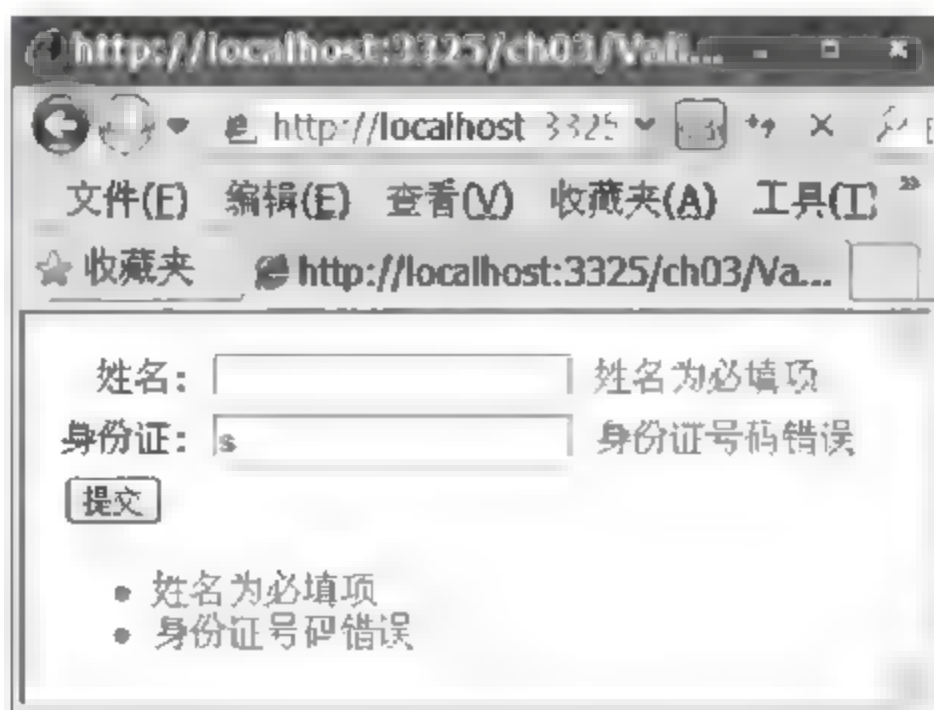 http://localhost:3325/ch03/Vali...
http://localhost 3325
文件(F) 编辑(E) 查看(V) 收藏夹(A) 工具(T) »
收藏夹 http://localhost:3325/ch03/Va...
姓名: 姓名为必填项
身份证: s 身份证号码错误
提交
• 姓名为必填项
• 身份证号码错误